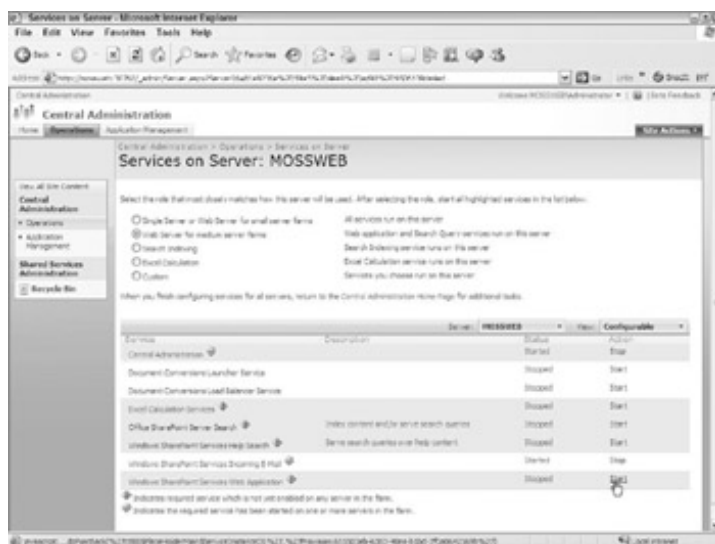 Services on Server - Microsoft Internet Explorer
File Edit View Favorites Tools Help
Search Favorites
Central Administration
Central Administration
Home Operations Application Management
Site Actions
Central Administration > Operations > Services on Server
Services on Server: MOSSWEB
View All Site Content
Central Administration
Operations
Application Management
Shared Services Administration
Recycle Bin
Select the role that most closely matches how this server will be used. After selecting the role, start all highlighted services in the list below.
Single Server or Web Server for small server farms All services run on the server
Web Server for medium server farms Web application and Search Query services run on this server
Search Indexing Search Indexing service runs on this server
Excel Calculation Excel Calculation service runs on this server
Custom Services you choose run on this server
When you finish configuring services for all servers, return to the Central Administration Home Page for additional tasks.
Server: MOSSWEB View: Configurable
Service Description Status Action
Central Administration Started Stop
Document Conversions Launcher Service Stopped Start
Document Conversions Load Balancer Service Stopped Start
Excel Calculation Services Stopped Start
Office SharePoint Server Search Index content and/or serve search queries Stopped Start
Windows SharePoint Services Help Search Serve search queries over help content Stopped Start
Windows SharePoint Services Incoming E-Mail Started Stop
Windows SharePoint Services Web Application Stopped Start
Indicates required service which is not yet enabled on any server in the farm.
Indicates the required service has been started on one or more servers in the farm.
Local intranet